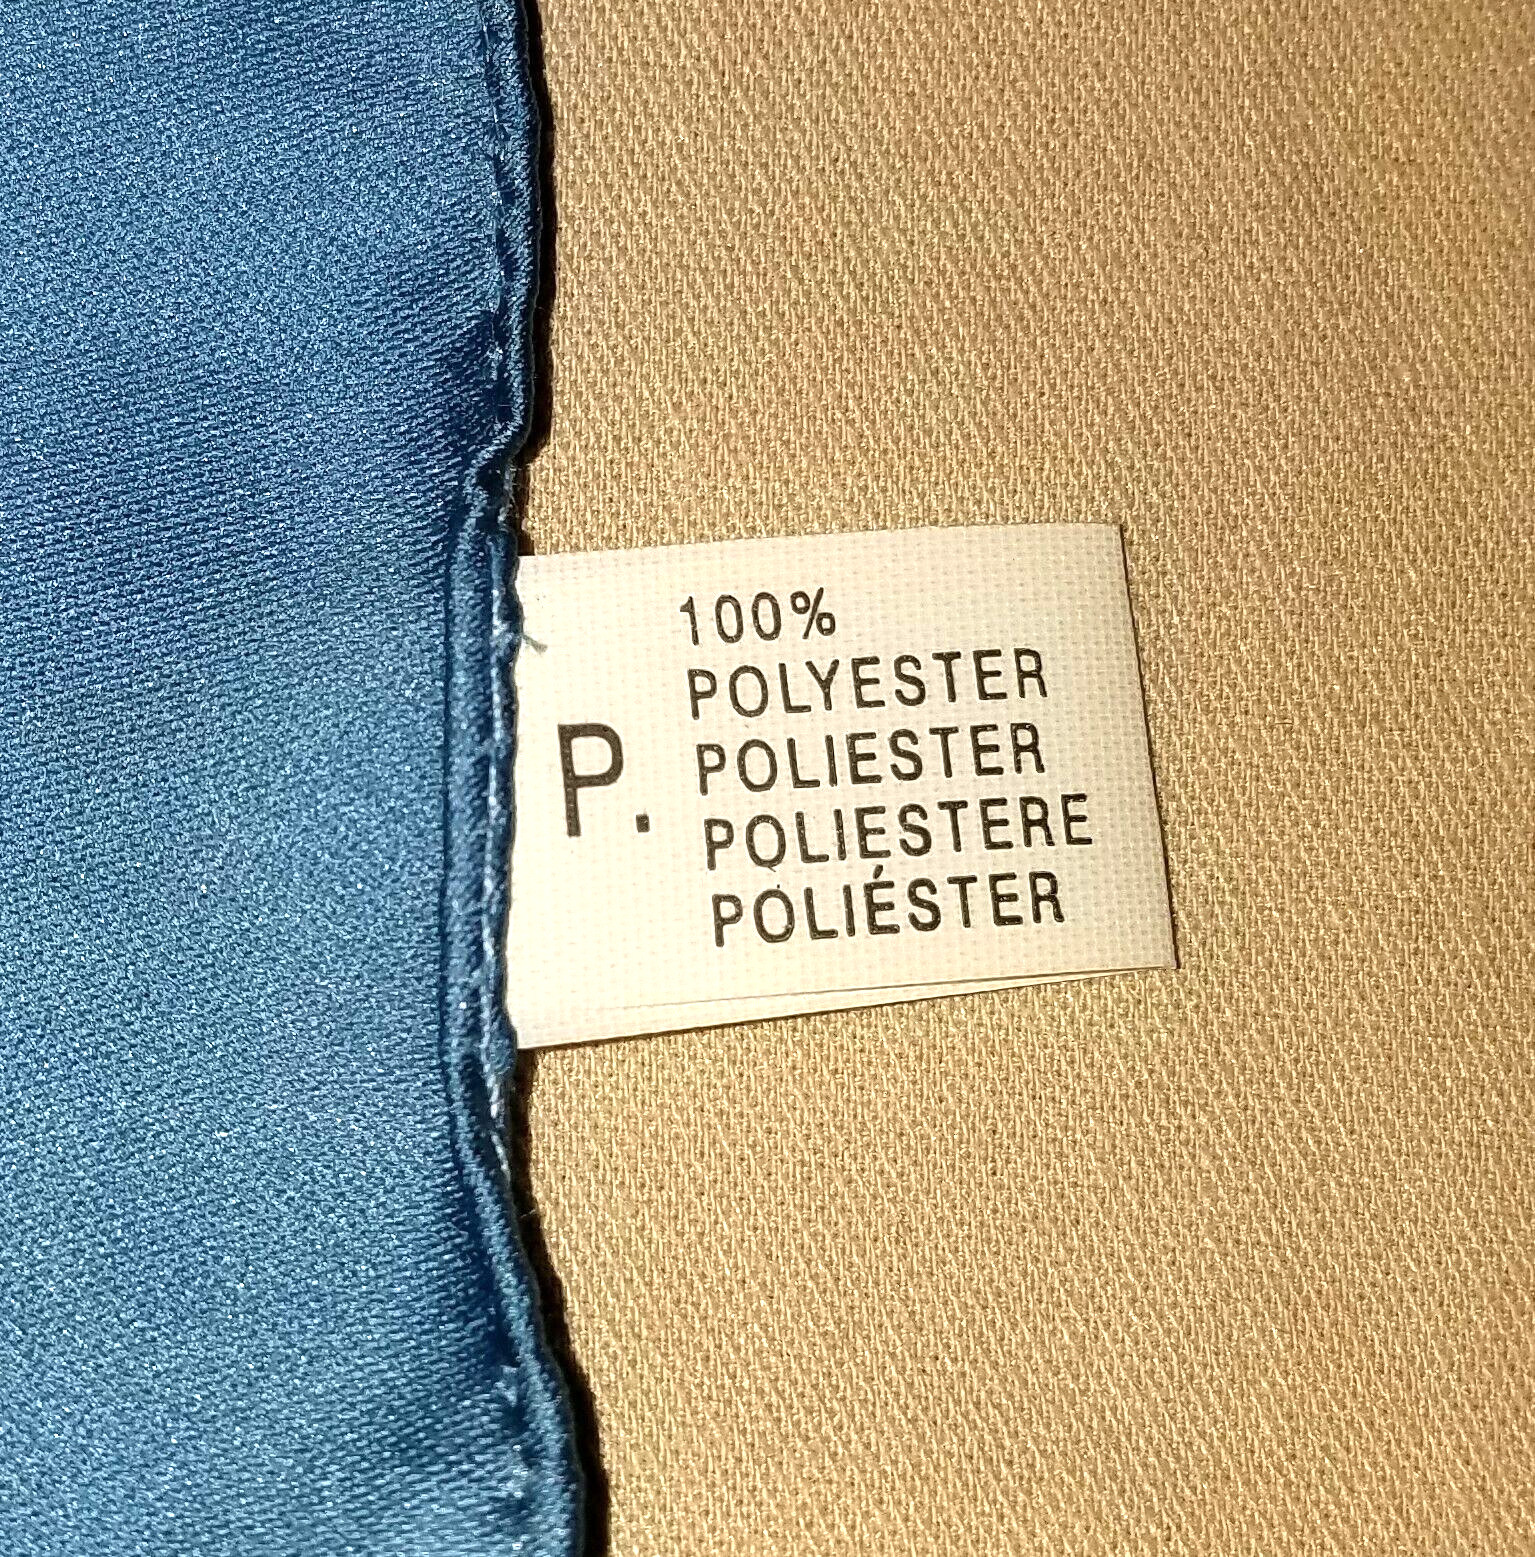 100%
POLYESTER
P. POLIESTER
POLIESTERE
POLIÉSTER